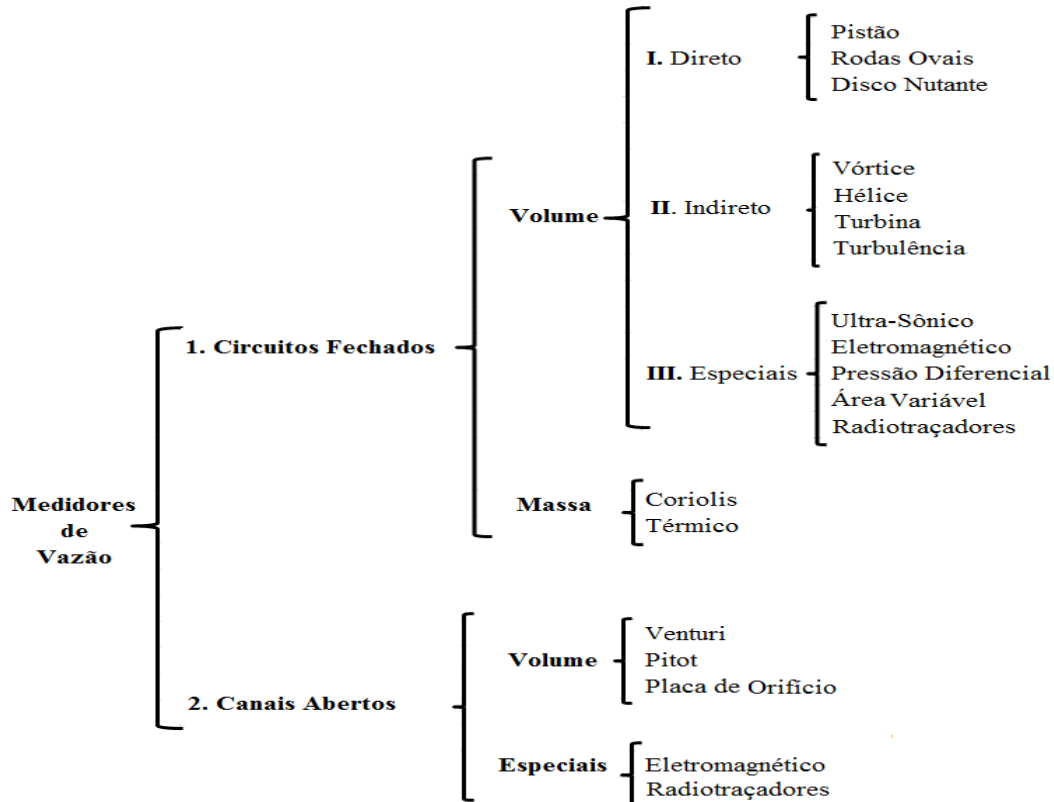 Medidores
de
Vazão
1. Circuitos Fechados
Volume
I. Direto
Pistão
Rodas Ovais
Disco Nutante
II. Indireto
Vórtice
Hélice
Turbina
Turbulência
III. Especiais
Ultra-Sônico
Eletromagnético
Pressão Diferencial
Área Variável
Radiotraçadores
Massa
Coriolis
Térmico
2. Canais Abertos
Volume
Venturi
Pitot
Placa de Orifício
Especiais
Eletromagnético
Radiotraçadores